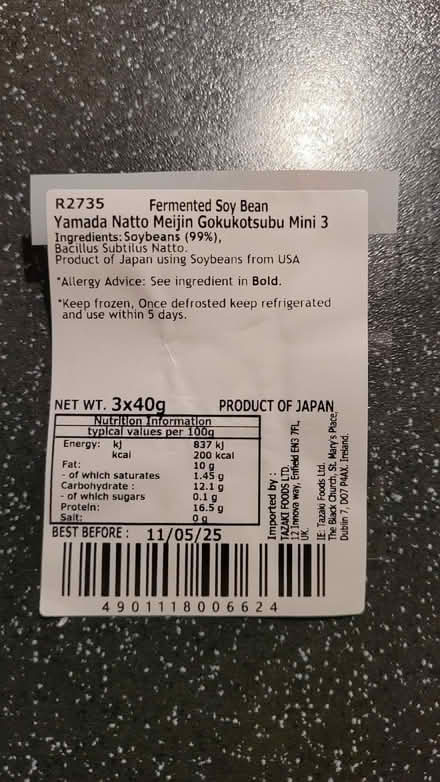 R2735 Fermented Soy Bean
Yamada Natto Meijin Gokukotsubu Mini 3
Ingredients: Soybeans (99%),
Bacillus Subtilus Natto.
Product of Japan using Soybeans from USA
*Allergy Advice: See ingredient in Bold.
*Keep frozen, Once defrosted keep refrigerated
and use within 5 days.
NET WT. 3x40g PRODUCT OF JAPAN
Nutrition Information
typical values per 100g
Energy: kj 837 kj
kcal 200 kcal
Fat: 10 g
- of which saturates 1.45 g
Carbohydrate : 12.1 g
- of which sugars 0.1 g
Protein: 16.5 g
Salt: 0 g
Imported by :
TAZAKI FOODS LTD.
12 Innova way, Enfield EN3 7FL,
UK.
IE: Tazaki Foods Ltd.
The Black Church, St. Mary's Place,
Dublin 7, D07 P4AX. Ireland.
BEST BEFORE : 11/05/25
4901118006624